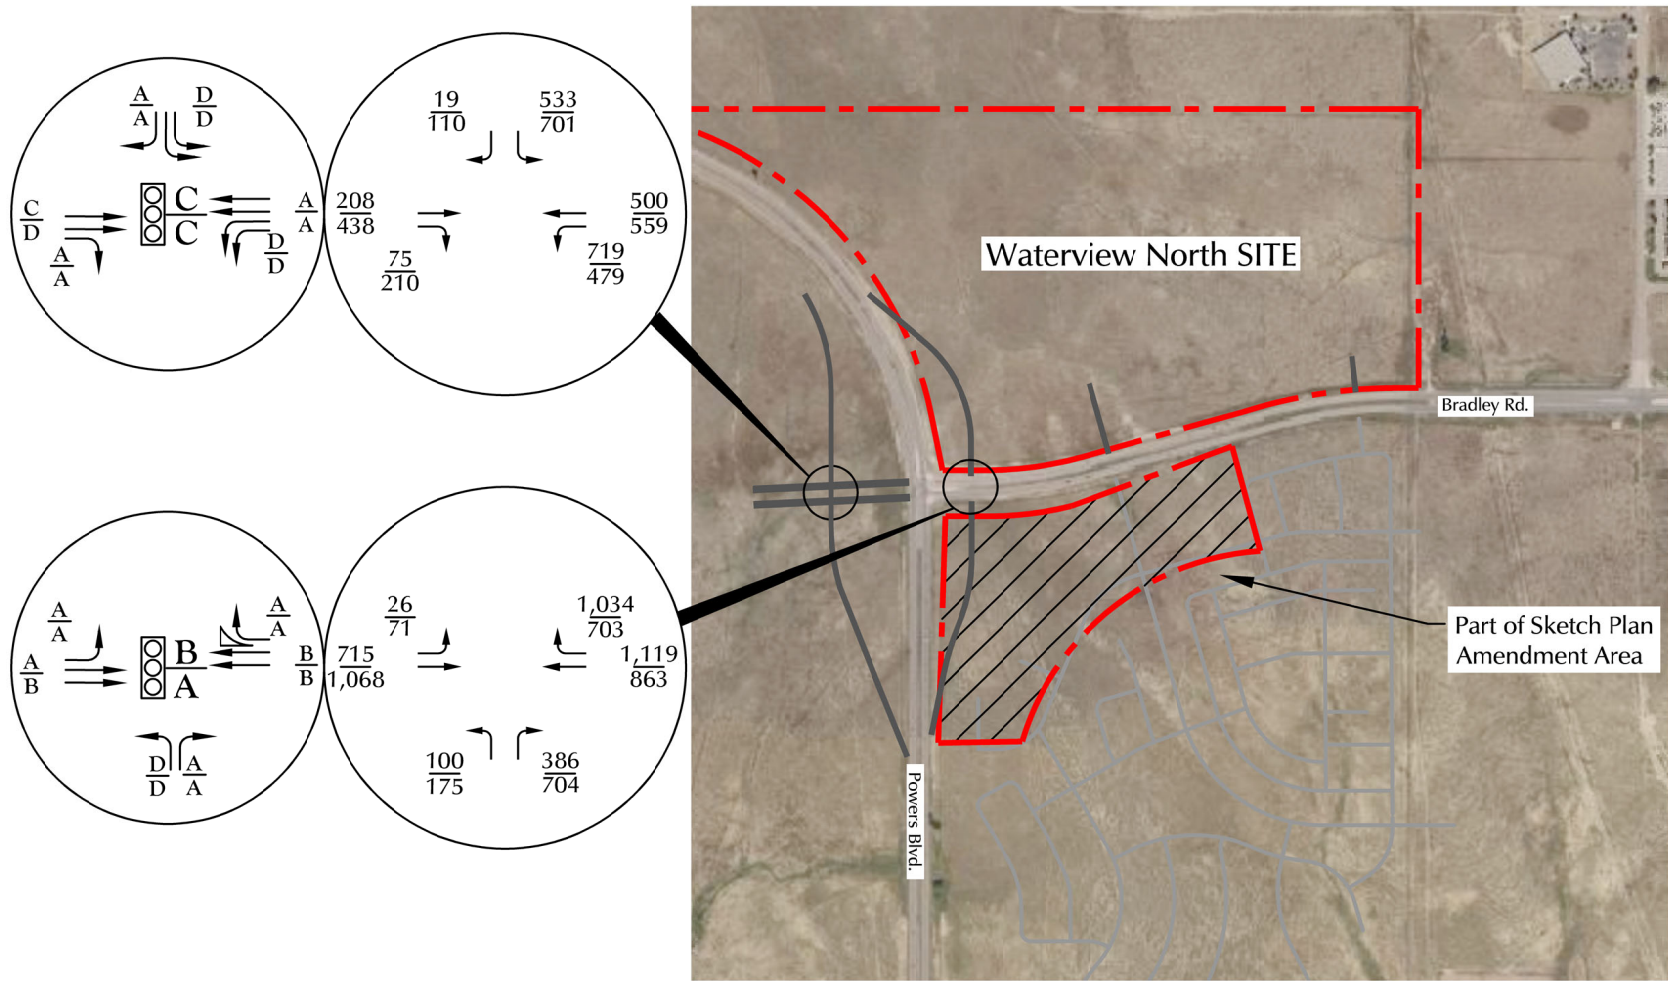 A D
A D
C
D
C
C
A
A
D
D
A
A
19 533
110 701
208
438
500
559
75
210
719
479
Waterview North SITE
Bradley Rd.
A
A
A
A
A
B
B
A
B
B
D A
D A
26
71
1,034
703
715
1,068
1,119
863
100 386
175 704
Part of Sketch Plan
Amendment Area
Powers Blvd.